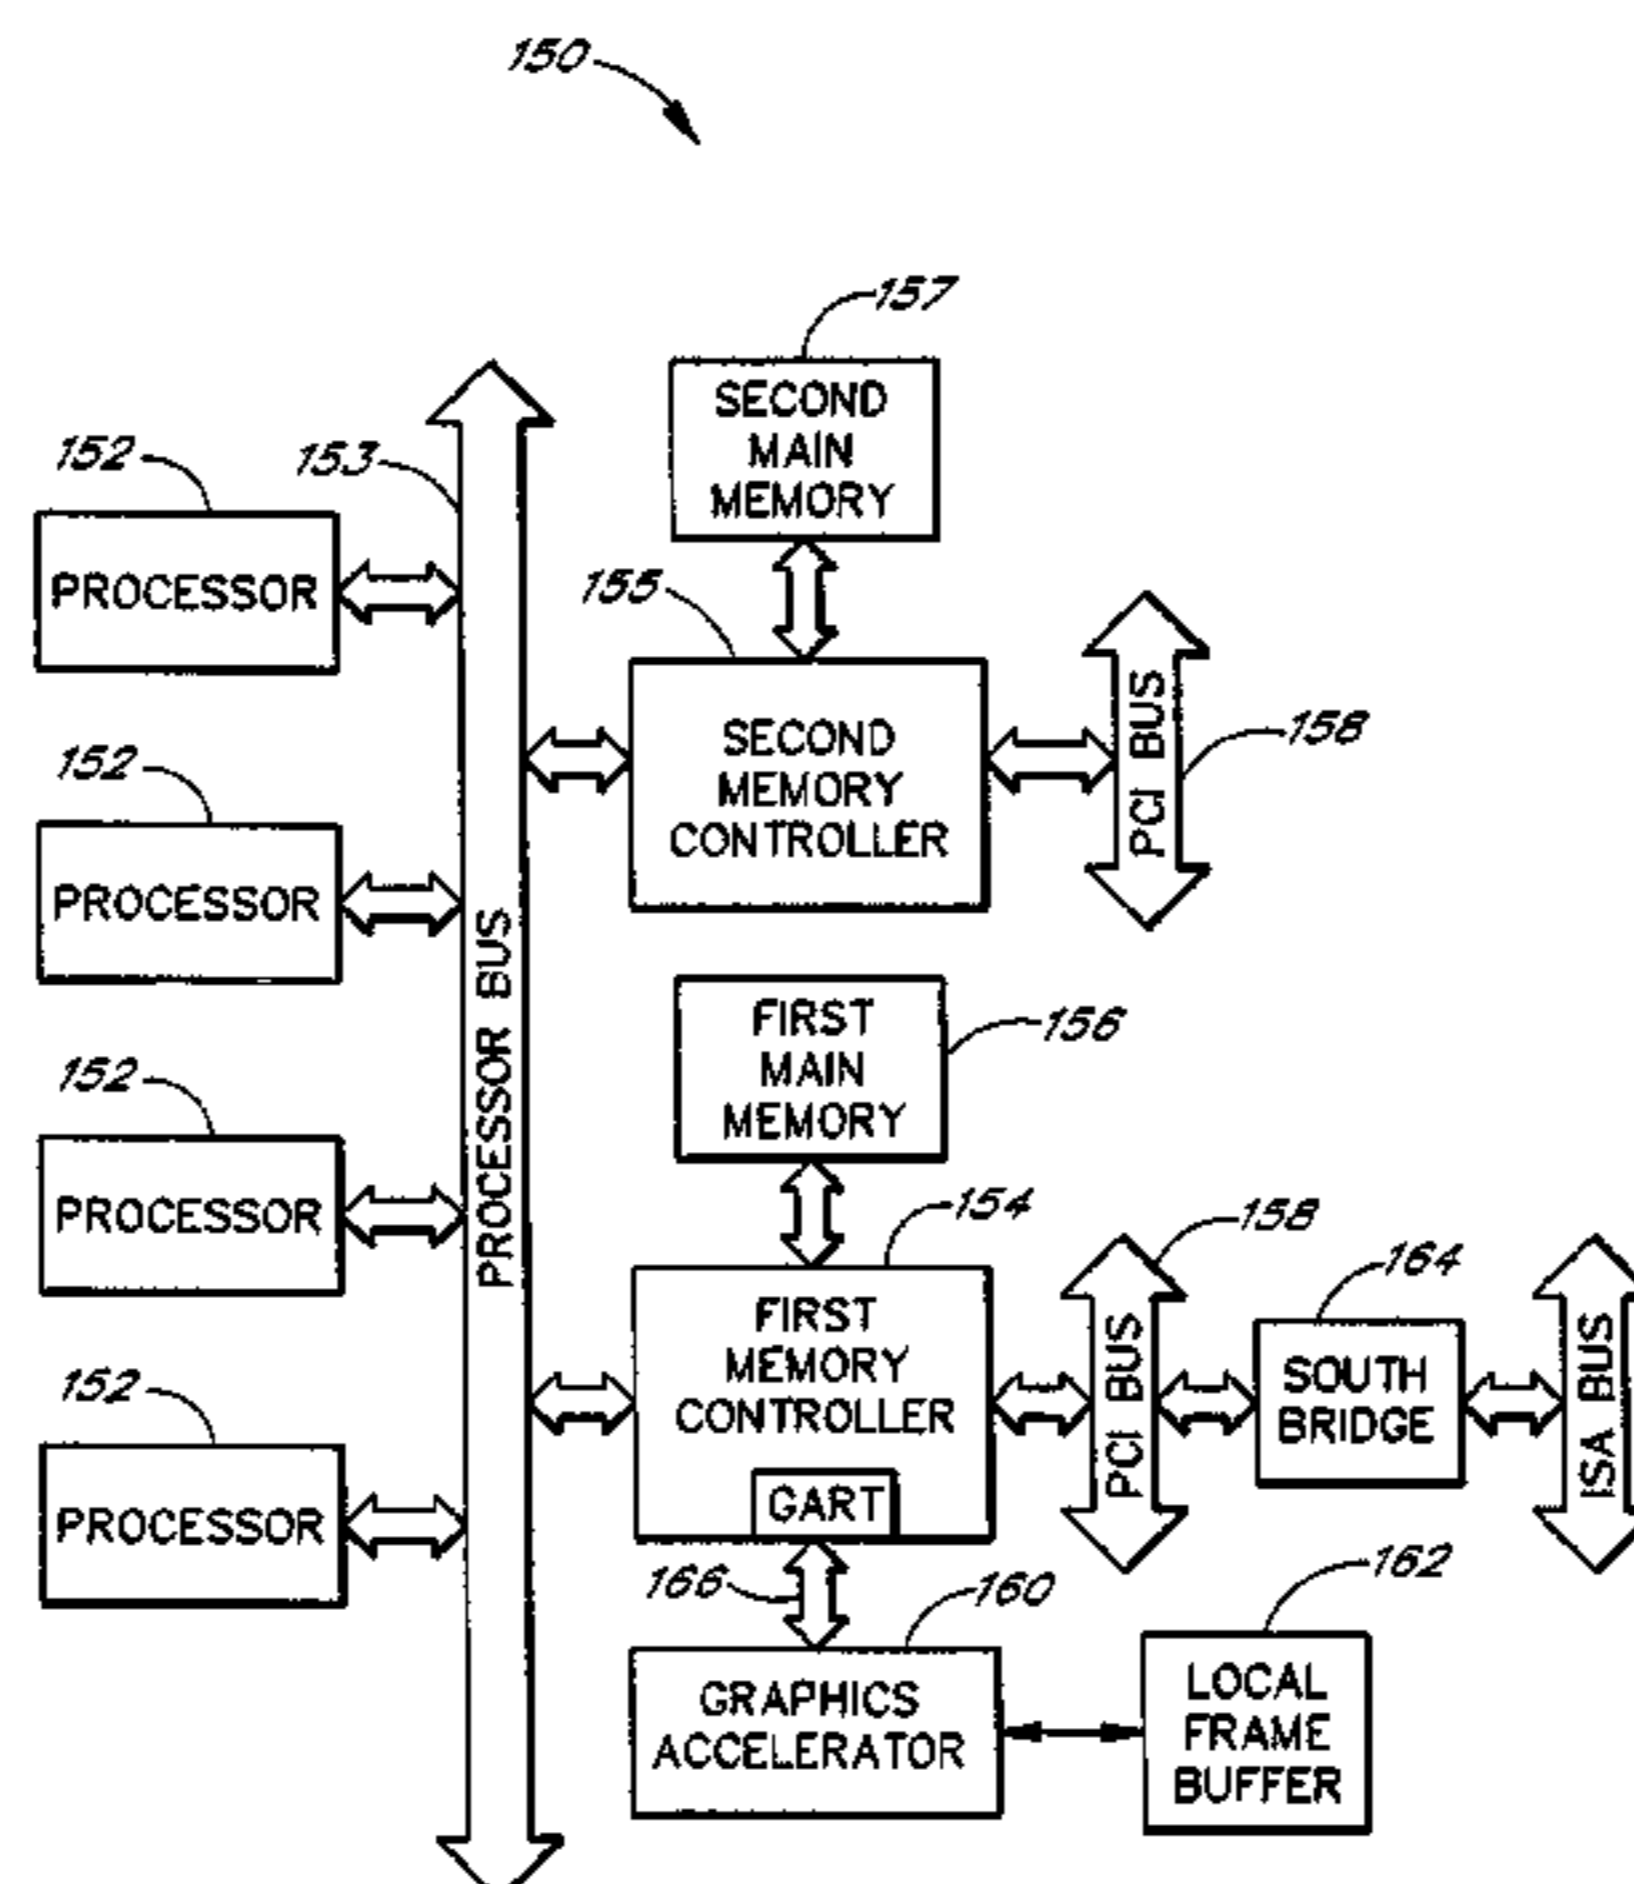 150
157
SECOND
MAIN
MEMORY
152
153
PROCESSOR
155
SECOND
MEMORY
CONTROLLER
PCI BUS
158
152
PROCESSOR
PROCESSOR BUS
FIRST
MAIN
MEMORY
156
152
PROCESSOR
154
FIRST
MEMORY
CONTROLLER
GART
158
PCI BUS
164
SOUTH
BRIDGE
ISA BUS
152
PROCESSOR
166
160
GRAPHICS
ACCELERATOR
162
LOCAL
FRAME
BUFFER